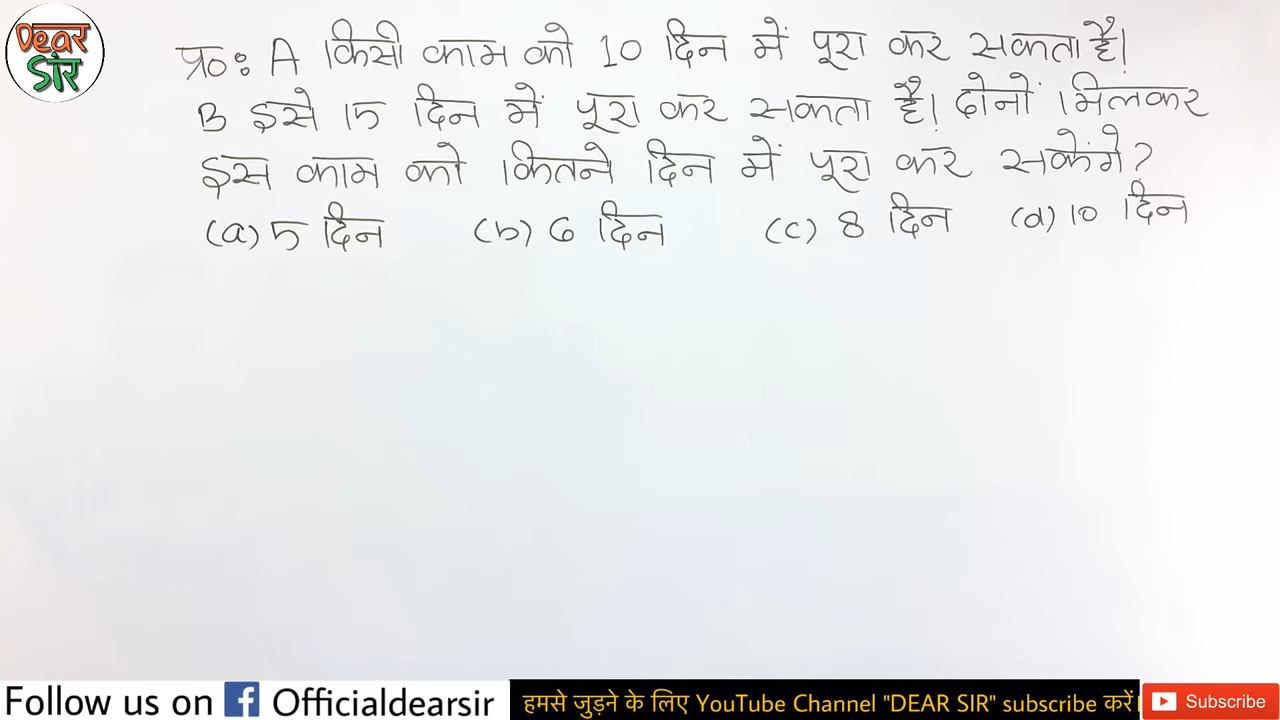 Dear
Sir
प्र०: A किसी काम को 10 दिन में पूरा कर सकता है।
B इसे 15 दिन में पूरा कर सकता है। दोनों मिलकर
इस काम को कितने दिन में पूरा कर सकेंगे?
(a) 5 दिन (b) 6 दिन (c) 8 दिन (d) 10 दिन
Follow us on f Officialdearsir
हमसे जुड़ने के लिए YouTube Channel "DEAR SIR" subscribe करें।
Subscribe